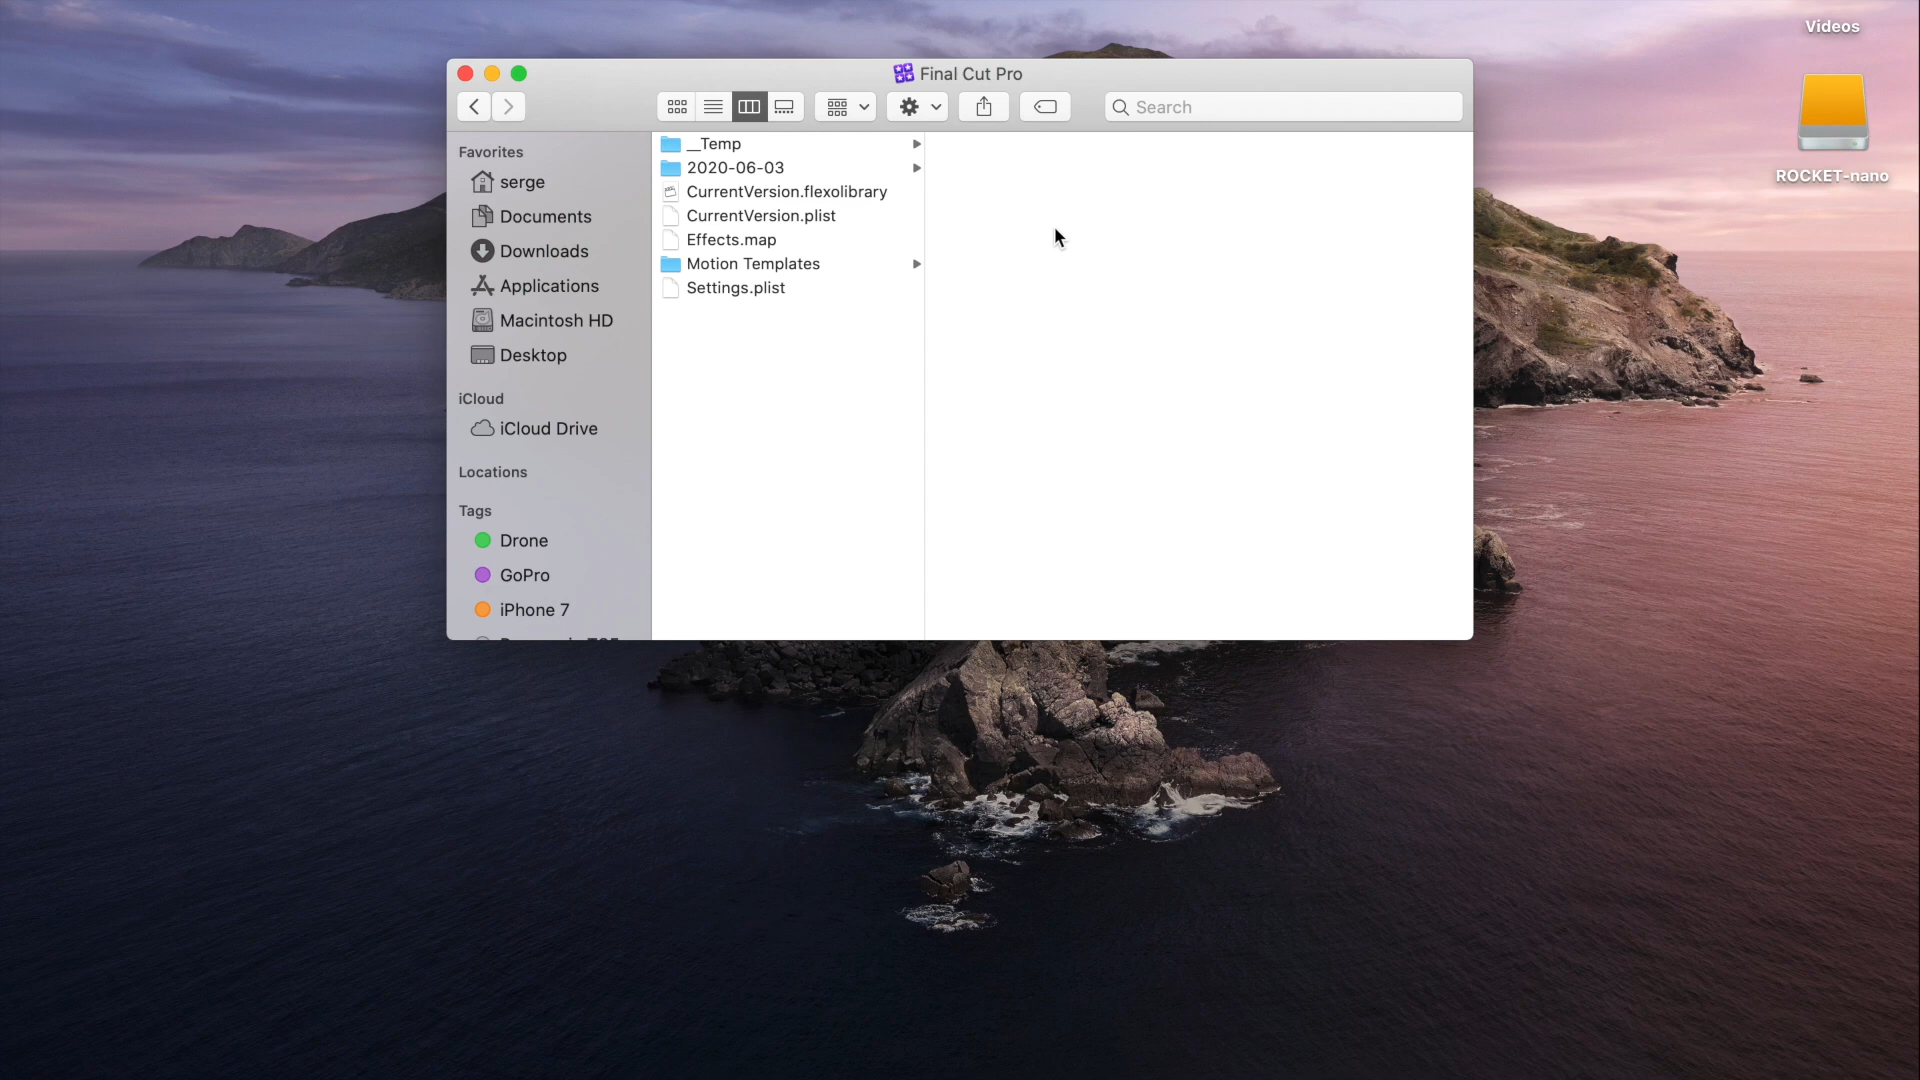 Videos
ROCKET-nano
Final Cut Pro
Search
Favorites
serge
Documents
Downloads
Applications
Macintosh HD
Desktop
iCloud
iCloud Drive
Locations
Tags
Drone
GoPro
iPhone 7
__Temp
2020-06-03
CurrentVersion.flexolibrary
CurrentVersion.plist
Effects.map
Motion Templates
Settings.plist